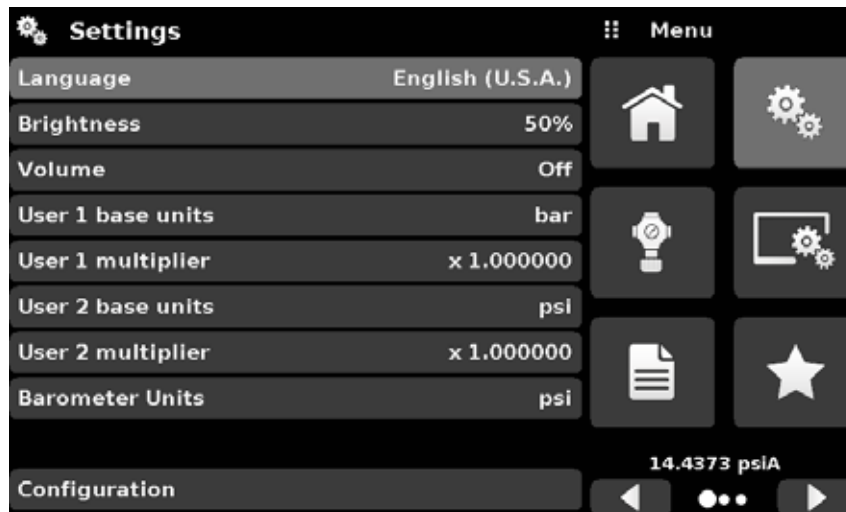 Settings
Menu
Language English (U.S.A.)
Brightness 50%
Volume Off
User 1 base units bar
User 1 multiplier x 1.000000
User 2 base units psi
User 2 multiplier x 1.000000
Barometer Units psi
Configuration
14.4373 psiA